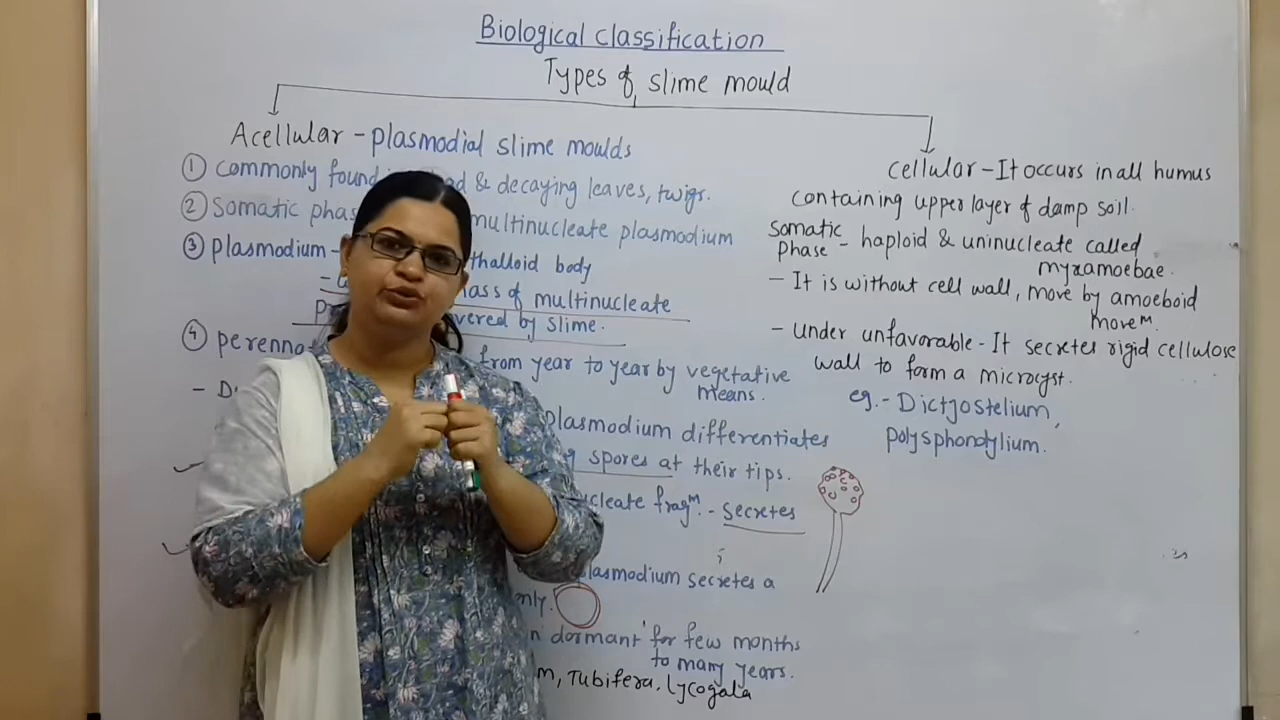 Biological classification
Types of slime mould
Acellular - plasmodial slime moulds
① commonly found & decaying leaves, twigs.
② Somatic multinucleate plasmodium
③ plasmodium - thalloid body
- mass of multinucleate
covered by slime.
④ from year to year by vegetative
means.
plasmodium differentiates
spores at their tips.
fragᵐ. - secretes
plasmodium secretes a
only.
dormant for few months
to many years.
Tubifera, Lycogala
cellular - It occurs in all humus
containing upper layer of damp soil.
Somatic
phase - haploid & uninucleate called
myxamoebae.
- It is without cell wall, move by amoeboid
moveᵐ.
- Under unfavorable - It secretes rigid cellulose
wall to form a microcyst.
eg. - Dictyostelium,
polysphondylium.